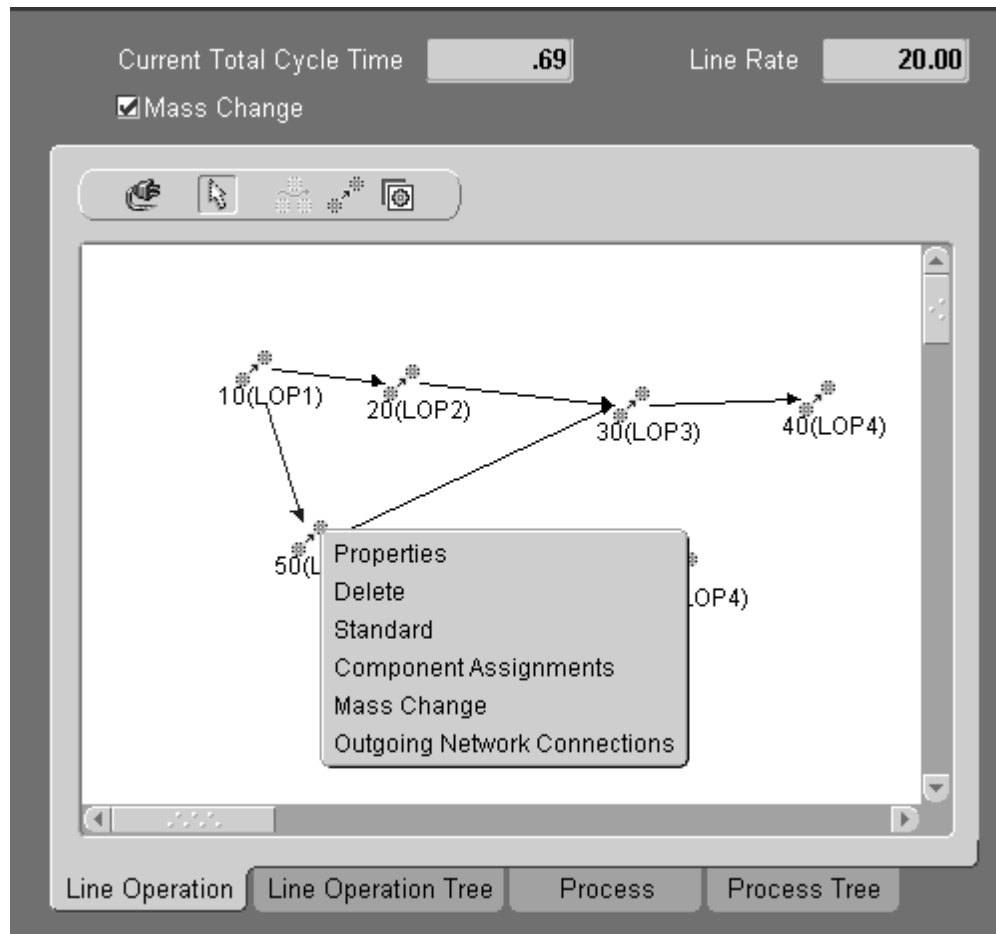 Current Total Cycle Time .69 Line Rate 20.00
Mass Change
10(LOP1)
20(LOP2)
30(LOP3)
40(LOP4)
50(L
Properties
Delete
Standard
Component Assignments
Mass Change
Outgoing Network Connections
OP4)
Line Operation Line Operation Tree Process Process Tree